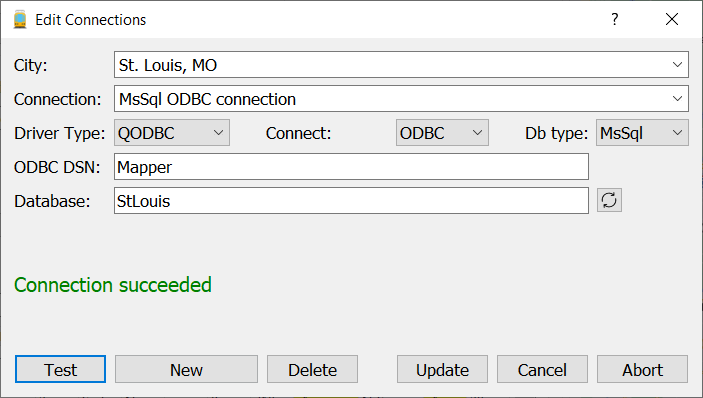 Edit Connections ?
City: St. Louis, MO
Connection: MsSql ODBC connection
Driver Type: QODBC Connect: ODBC Db type: MsSql
ODBC DSN: Mapper
Database: StLouis
Connection succeeded
Test New Delete Update Cancel Abort